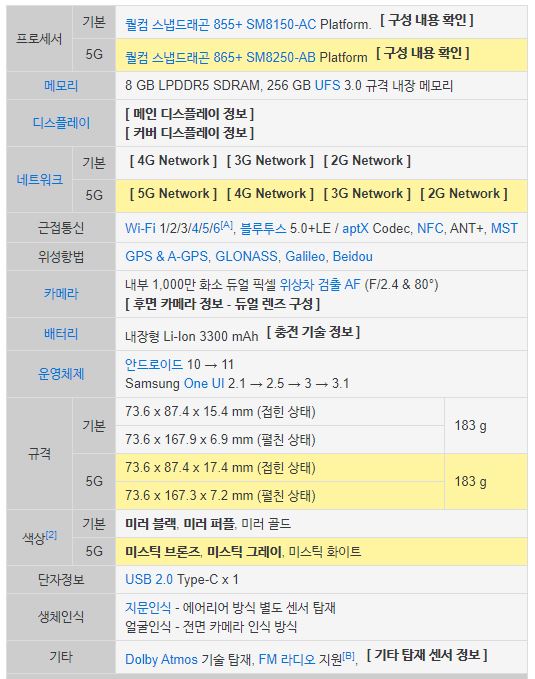 프로세서
기본
퀄컴 스냅드래곤 855+ SM8150-AC Platform. [ 구성 내용 확인 ]
5G
퀄컴 스냅드래곤 865+ SM8250-AB Platform [ 구성 내용 확인 ]
메모리
8 GB LPDDR5 SDRAM, 256 GB UFS 3.0 규격 내장 메모리
디스플레이
[ 메인 디스플레이 정보 ]
[ 커버 디스플레이 정보 ]
네트워크
기본
[ 4G Network ] [ 3G Network ] [ 2G Network ]
5G
[ 5G Network ] [ 4G Network ] [ 3G Network ] [ 2G Network ]
근접통신
Wi-Fi 1/2/3/4/5/6[A], 블루투스 5.0+LE / aptX Codec, NFC, ANT+, MST
위성항법
GPS & A-GPS, GLONASS, Galileo, Beidou
카메라
내부 1,000만 화소 듀얼 픽셀 위상차 검출 AF (F/2.4 & 80°)
[ 후면 카메라 정보 - 듀얼 렌즈 구성 ]
배터리
내장형 Li-Ion 3300 mAh [ 충전 기술 정보 ]
운영체제
안드로이드 10 → 11
Samsung One UI 2.1 → 2.5 → 3 → 3.1
규격
기본
73.6 x 87.4 x 15.4 mm (접힌 상태)
73.6 x 167.9 x 6.9 mm (펼친 상태)
183 g
5G
73.6 x 87.4 x 17.4 mm (접힌 상태)
73.6 x 167.3 x 7.2 mm (펼친 상태)
183 g
색상[2]
기본
미러 블랙, 미러 퍼플, 미러 골드
5G
미스틱 브론즈, 미스틱 그레이, 미스틱 화이트
단자정보
USB 2.0 Type-C x 1
생체인식
지문인식 - 에어리어 방식 별도 센서 탑재
얼굴인식 - 전면 카메라 인식 방식
기타
Dolby Atmos 기술 탑재, FM 라디오 지원[B], [ 기타 탑재 센서 정보 ]